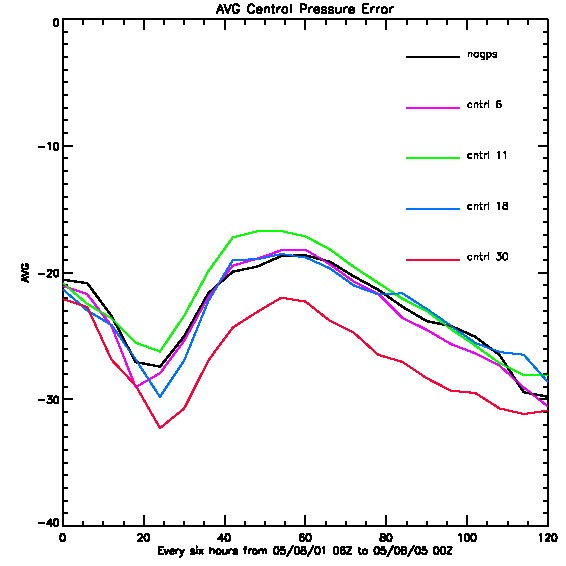 AVG Central Pressure Error
0
nogps
cntrl 6
-10
cntrl 11
cntrl 18
cntrl 30
AVG
-20
-30
-40
0 20 40 60 80 100 120
Every six hours from 05/08/01 06Z to 05/08/05 00Z